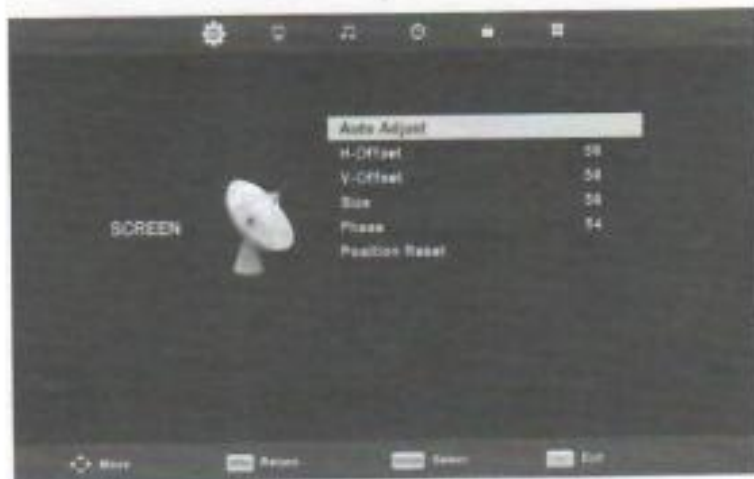 Auto Adjust
H-Offset 50
V-Offset 50
SCREEN
Size 50
Phase 54
Position Reset
Move Return Select Exit